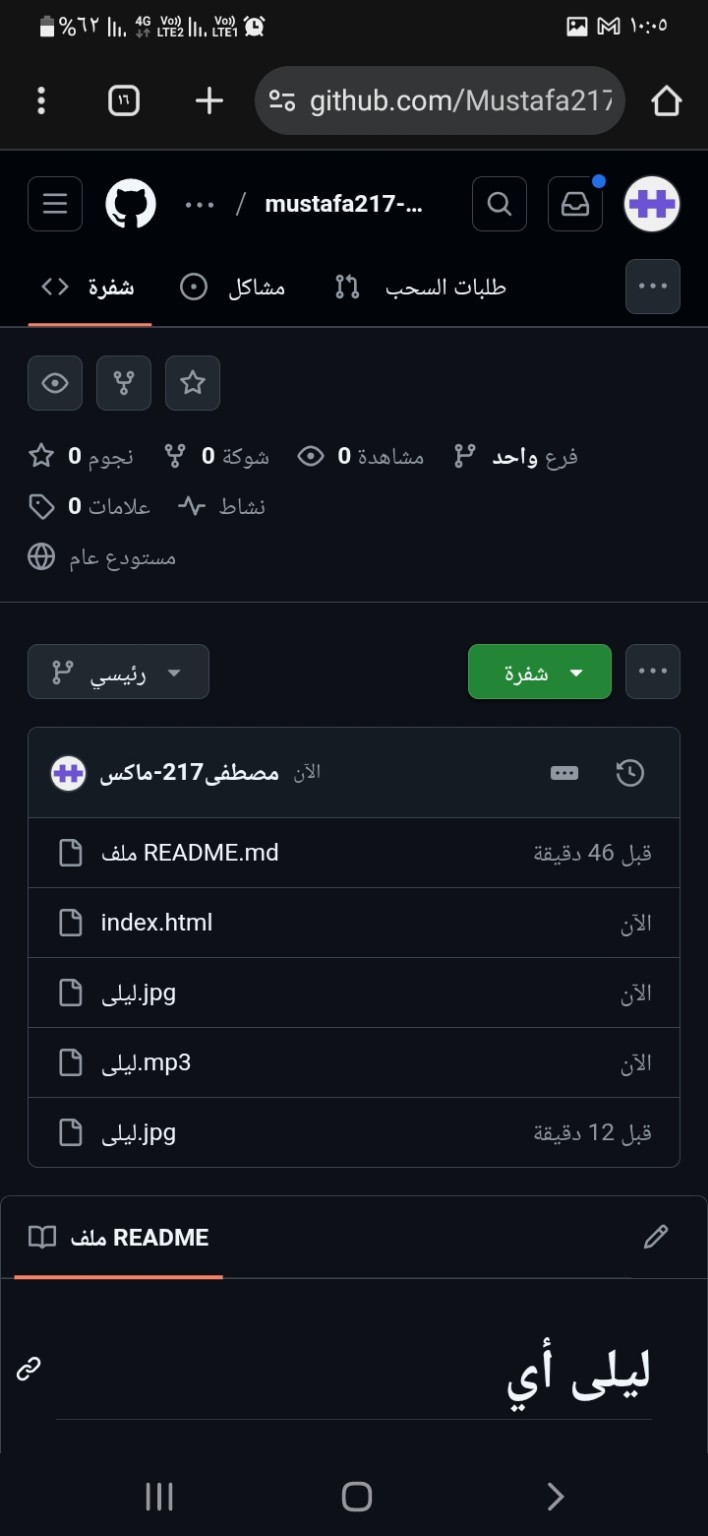 %٦٢ 4G Vo)) LTE2 Vo)) LTE1 ١٠:٠٥
١٦ github.com/Mustafa217
... / mustafa217-...
شفرة مشاكل طلبات السحب
0 نجوم 0 شوكة 0 مشاهدة فرع واحد
0 علامات نشاط
مستودع عام
رئيسي شفرة
مصطفى217-ماكس الآن
ملف README.md قبل 46 دقيقة
index.html الآن
ليلى.jpg الآن
ليلى.mp3 الآن
ليلى.jpg قبل 12 دقيقة
ملف README
ليلى أي